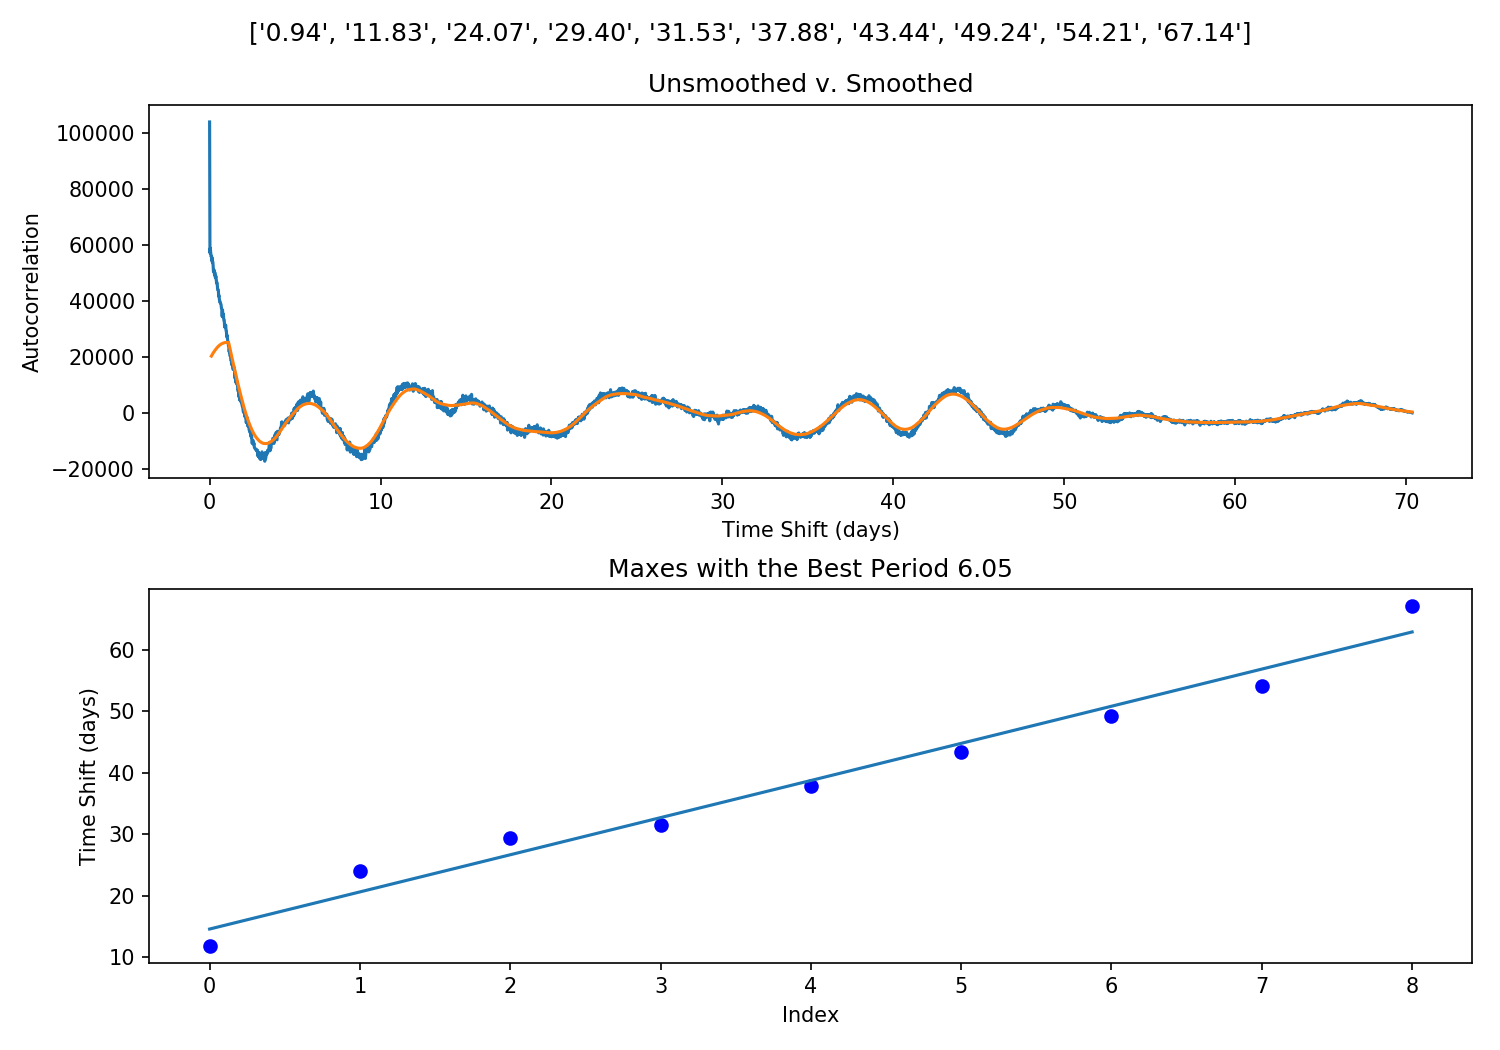 ['0.94', '11.83', '24.07', '29.40', '31.53', '37.88', '43.44', '49.24', '54.21', '67.14']
Unsmoothed v. Smoothed
Autocorrelation
100000
80000
60000
40000
20000
0
−20000
0 10 20 30 40 50 60 70
Time Shift (days)
Maxes with the Best Period 6.05
Time Shift (days)
60
50
40
30
20
10
0 1 2 3 4 5 6 7 8
Index